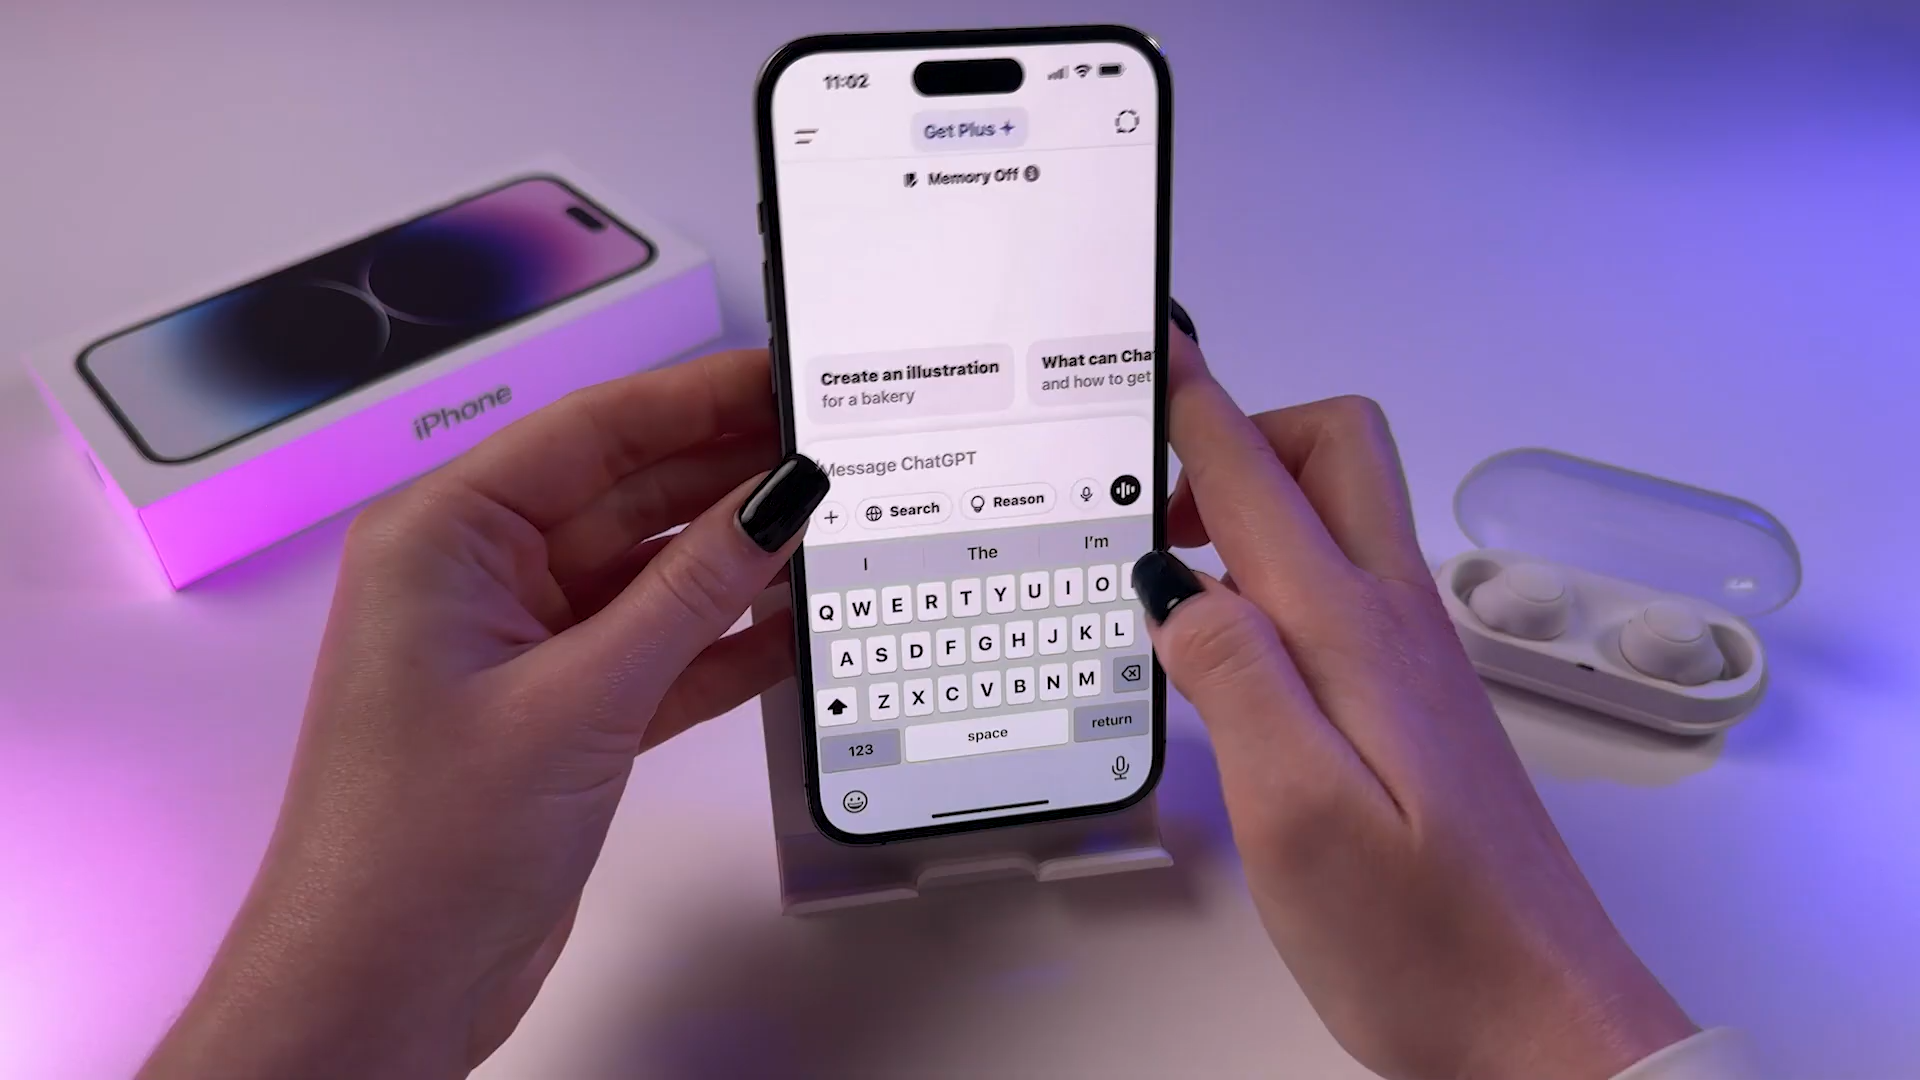 11:02
Get Plus
Memory Off
Create an illustration
for a bakery
What can Cha
and how to get
Message ChatGPT
Search
Reason
I
The
I'm
Q W E R T Y U I O
A S D F G H J K L
Z X C V B N M
123
space
return
iPhone